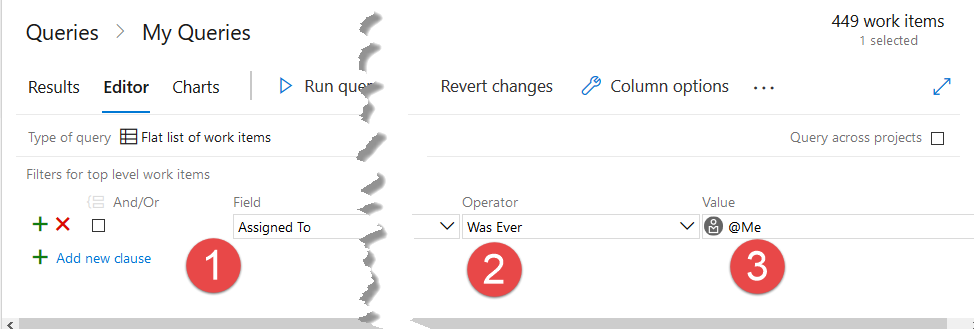 Queries > My Queries
449 work items
1 selected
Results Editor Charts Run quer Revert changes Column options ...
Type of query Flat list of work items Query across projects
Filters for top level work items
And/Or Field Operator Value
Assigned To Was Ever @Me
Add new clause
1 2 3